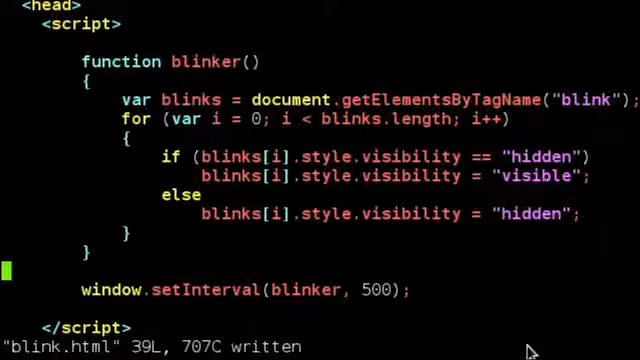 <head>
<script>
function blinker()
{
var blinks = document.getElementsByTagName("blink");
for (var i = 0; i < blinks.length; i++)
{
if (blinks[i].style.visibility == "hidden")
blinks[i].style.visibility = "visible";
else
blinks[i].style.visibility = "hidden";
}
}
window.setInterval(blinker, 500);
</script>
"blink.html" 39L, 707C written